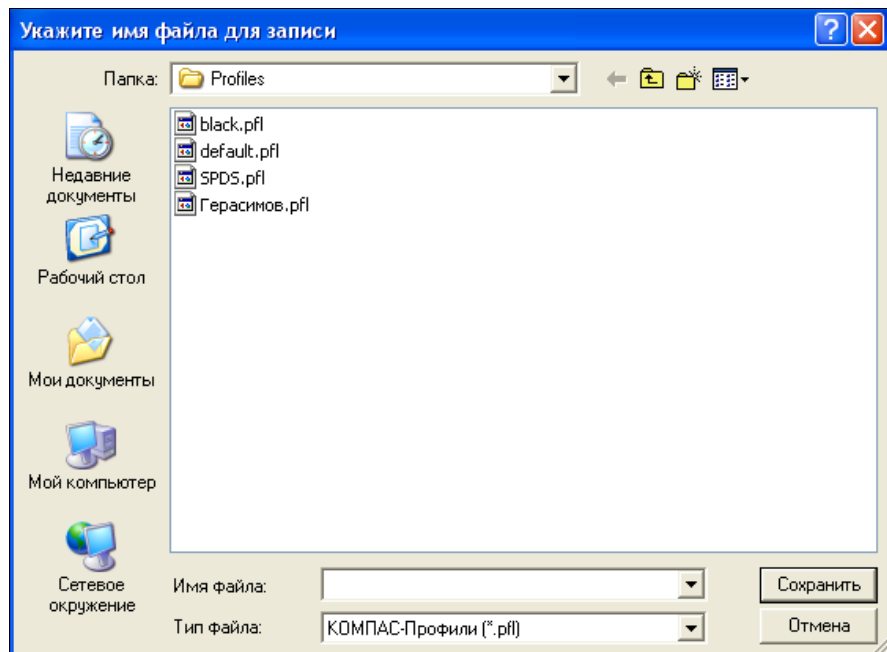 Укажите имя файла для записи
Папка: Profiles
black.pfl
default.pfl
SPDS.pfl
Герасимов.pfl
Недавние
документы
Рабочий стол
Мои документы
Мой компьютер
Сетевое
окружение
Имя файла:
Сохранить
Тип файла: КОМПАС-Профили (*.pfl)
Отмена